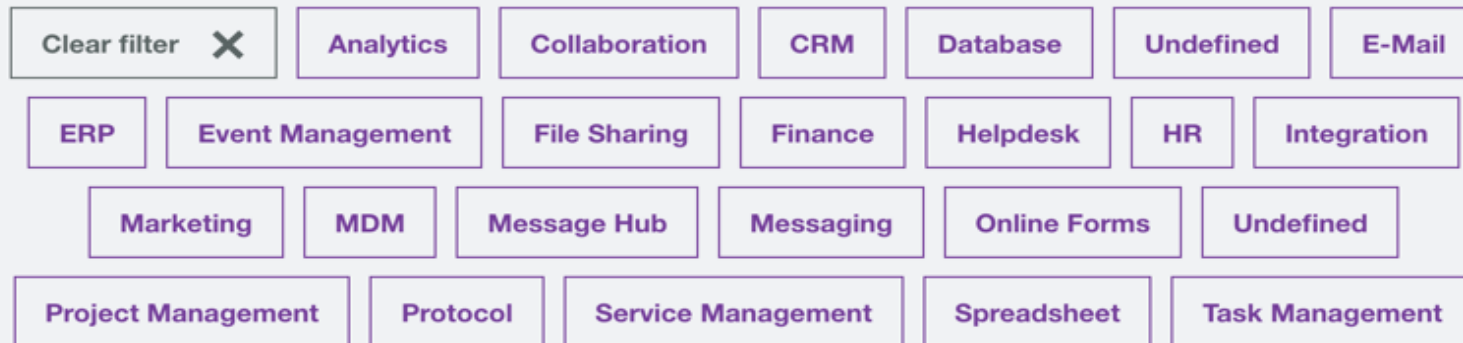 Clear filter ✕ Analytics Collaboration CRM Database Undefined E-Mail
ERP Event Management File Sharing Finance Helpdesk HR Integration
Marketing MDM Message Hub Messaging Online Forms Undefined
Project Management Protocol Service Management Spreadsheet Task Management